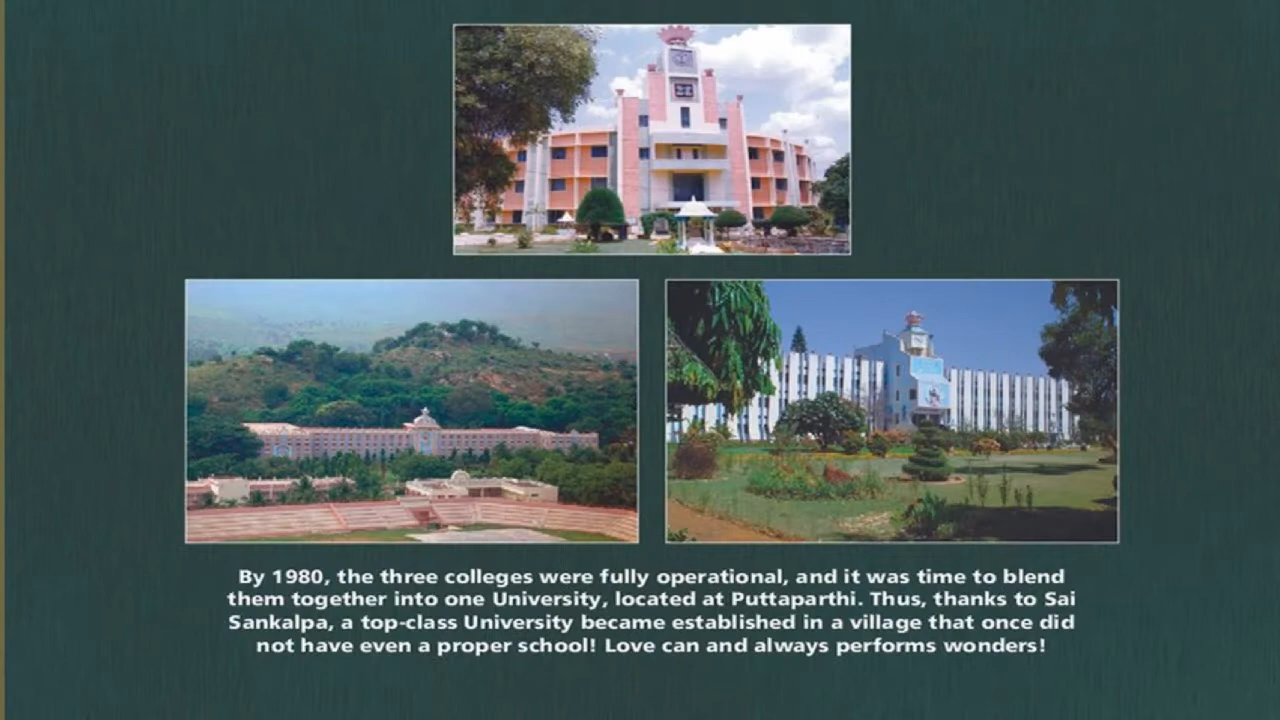 By 1980, the three colleges were fully operational, and it was time to blend
them together into one University, located at Puttaparthi. Thus, thanks to Sai
Sankalpa, a top-class University became established in a village that once did
not have even a proper school! Love can and always performs wonders!